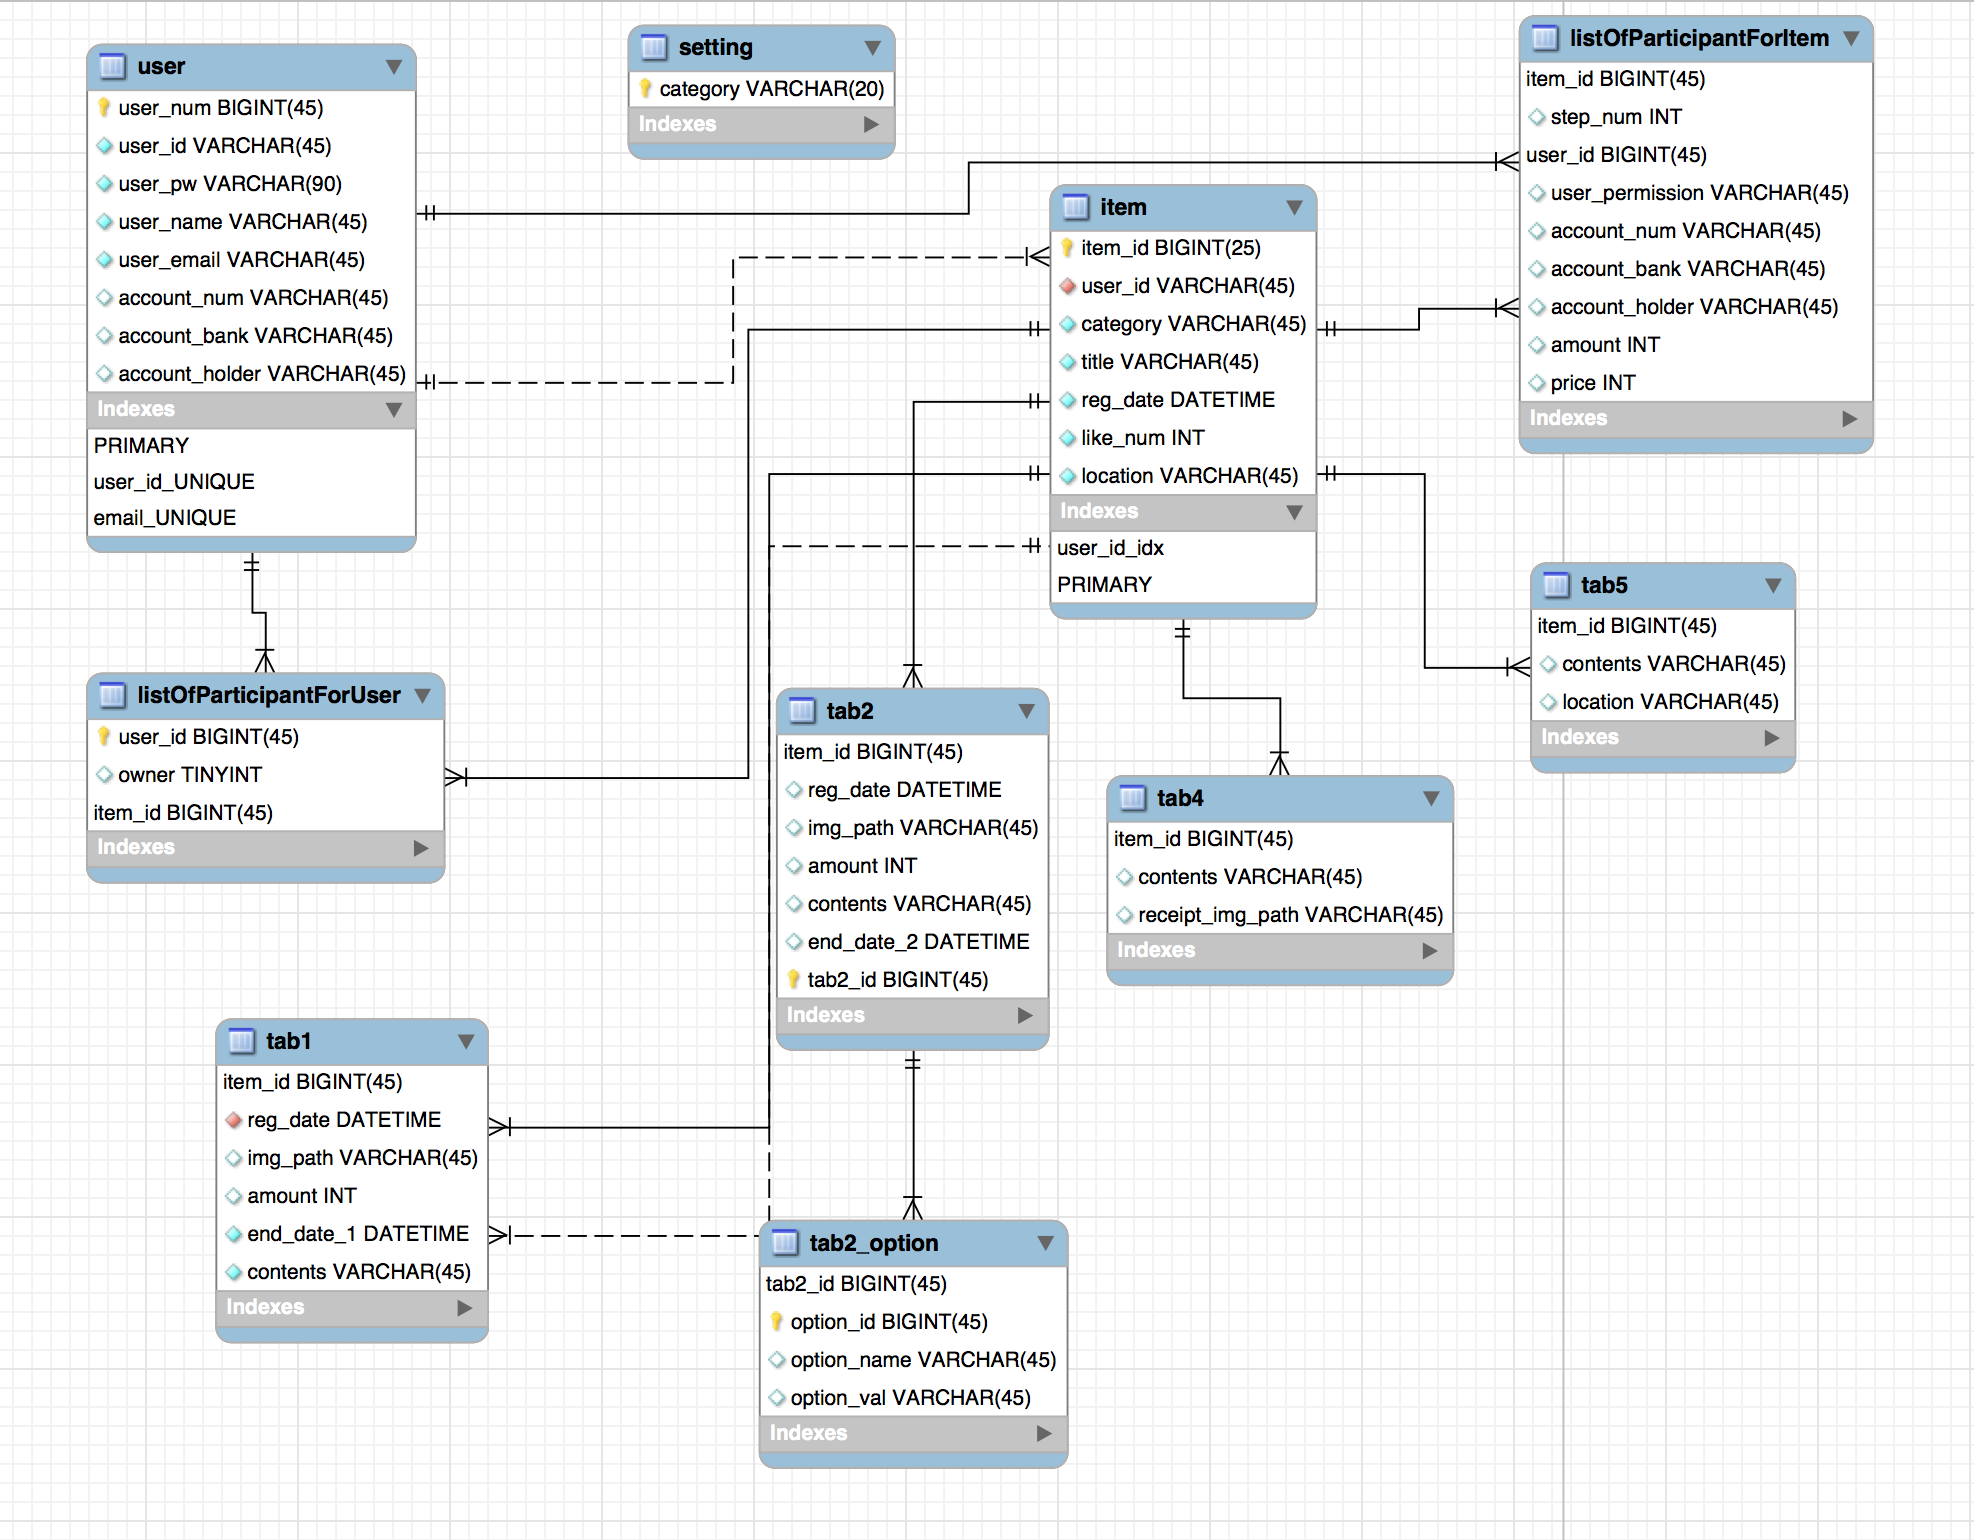 user
user_num BIGINT(45)
user_id VARCHAR(45)
user_pw VARCHAR(90)
user_name VARCHAR(45)
user_email VARCHAR(45)
account_num VARCHAR(45)
account_bank VARCHAR(45)
account_holder VARCHAR(45)
Indexes
PRIMARY
user_id_UNIQUE
email_UNIQUE
setting
category VARCHAR(20)
Indexes
listOfParticipantForItem
item_id BIGINT(45)
step_num INT
user_id BIGINT(45)
user_permission VARCHAR(45)
account_num VARCHAR(45)
account_bank VARCHAR(45)
account_holder VARCHAR(45)
amount INT
price INT
Indexes
item
item_id BIGINT(25)
user_id VARCHAR(45)
category VARCHAR(45)
title VARCHAR(45)
reg_date DATETIME
like_num INT
location VARCHAR(45)
Indexes
user_id_idx
PRIMARY
tab5
item_id BIGINT(45)
contents VARCHAR(45)
location VARCHAR(45)
Indexes
listOfParticipantForUser
user_id BIGINT(45)
owner TINYINT
item_id BIGINT(45)
Indexes
tab2
item_id BIGINT(45)
reg_date DATETIME
img_path VARCHAR(45)
amount INT
contents VARCHAR(45)
end_date_2 DATETIME
tab2_id BIGINT(45)
Indexes
tab4
item_id BIGINT(45)
contents VARCHAR(45)
receipt_img_path VARCHAR(45)
Indexes
tab1
item_id BIGINT(45)
reg_date DATETIME
img_path VARCHAR(45)
amount INT
end_date_1 DATETIME
contents VARCHAR(45)
Indexes
tab2_option
tab2_id BIGINT(45)
option_id BIGINT(45)
option_name VARCHAR(45)
option_val VARCHAR(45)
Indexes